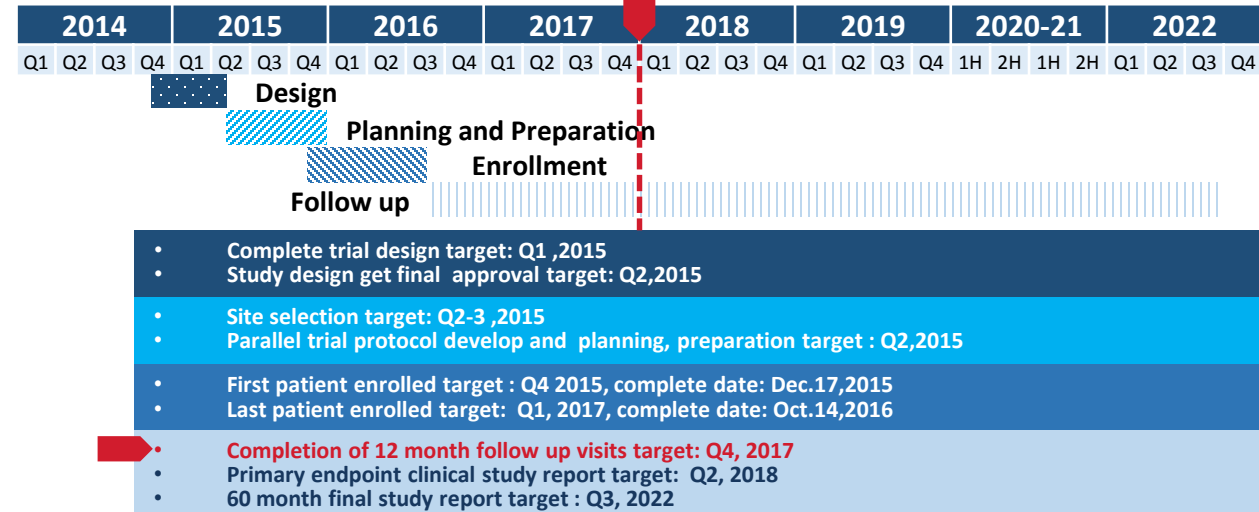 2014 2015 2016 2017 2018 2019 2020-21 2022
Q1 Q2 Q3 Q4 Q1 Q2 Q3 Q4 Q1 Q2 Q3 Q4 Q1 Q2 Q3 Q4 Q1 Q2 Q3 Q4 Q1 Q2 Q3 Q4 1H 2H 1H 2H Q1 Q2 Q3 Q4
Design
Planning and Preparation
Enrollment
Follow up
• Complete trial design target: Q1 ,2015
• Study design get final approval target: Q2,2015
• Site selection target: Q2-3 ,2015
• Parallel trial protocol develop and planning, preparation target : Q2,2015
• First patient enrolled target : Q4 2015, complete date: Dec.17,2015
• Last patient enrolled target: Q1, 2017, complete date: Oct.14,2016
• Completion of 12 month follow up visits target: Q4, 2017
• Primary endpoint clinical study report target: Q2, 2018
• 60 month final study report target : Q3, 2022